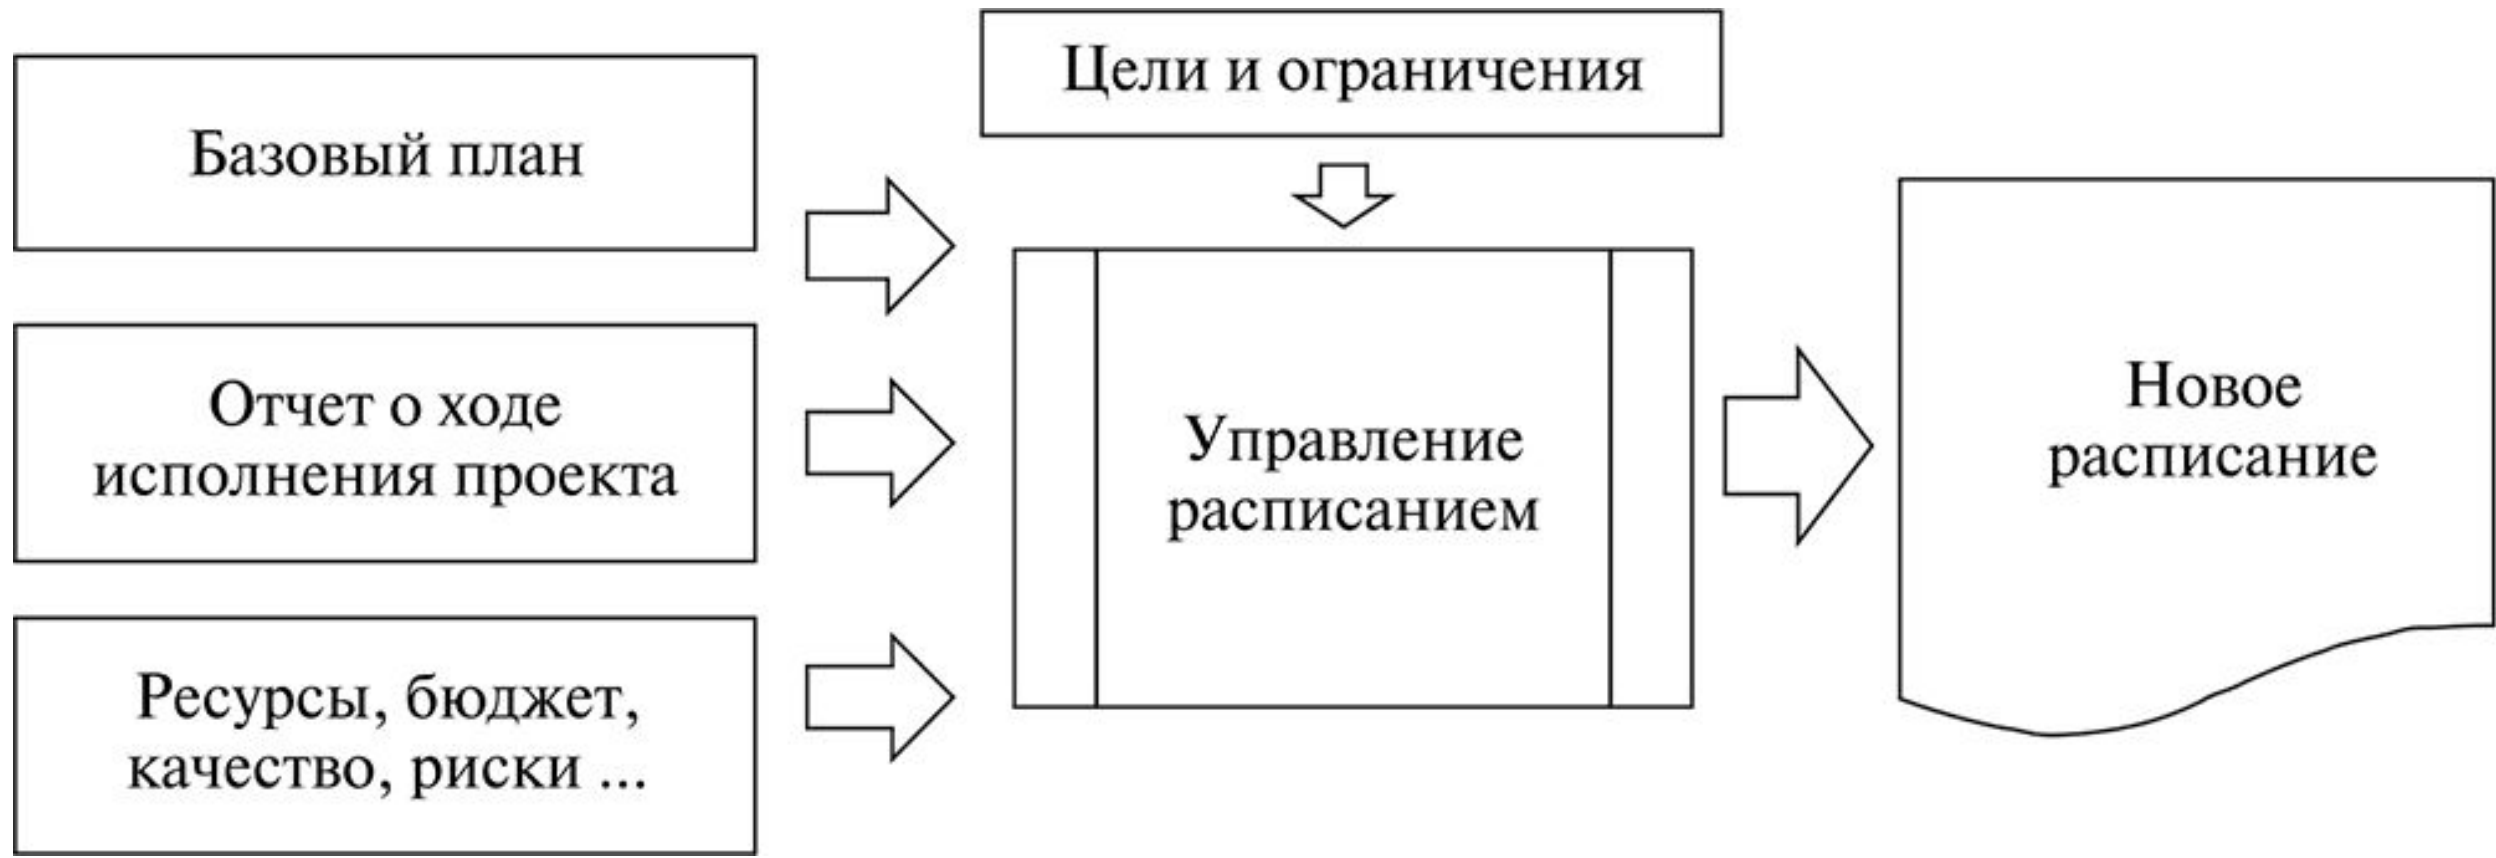 Цели и ограничения
Базовый план
Отчет о ходе
исполнения проекта
Ресурсы, бюджет,
качество, риски ...
Управление
расписанием
Новое
расписание